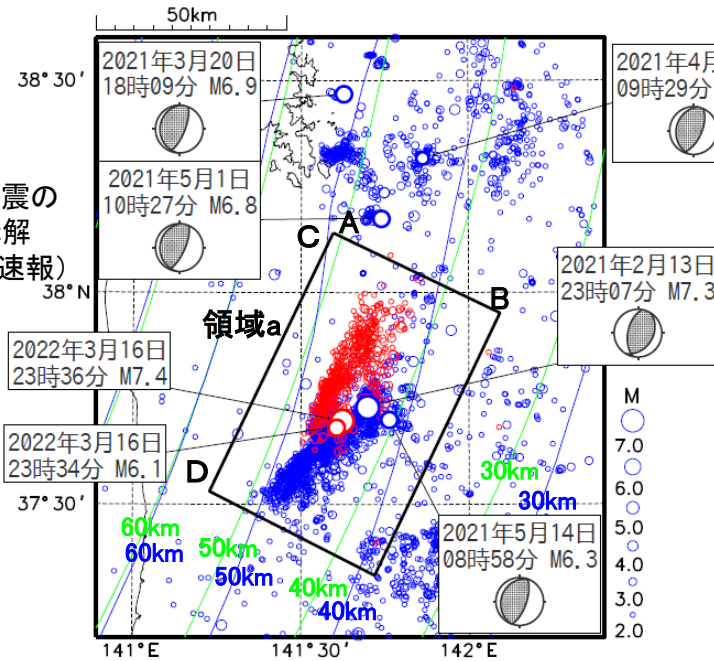 50km
2021年3月20日
18時09分 M6.9
2021年4月
09時29分
38°30′
震の
解
速報)
2021年5月1日
10時27分 M6.8
C
A
2021年2月13日
23時07分 M7.3
38°N
B
領域a
2022年3月16日
23時36分 M7.4
2022年3月16日
23時34分 M6.1
M
7.0
6.0
5.0
4.0
3.0
2.0
D
37°30′
30km
30km
2021年5月14日
08時58分 M6.3
60km
60km
50km
50km
40km
40km
141°E
141°30′
142°E